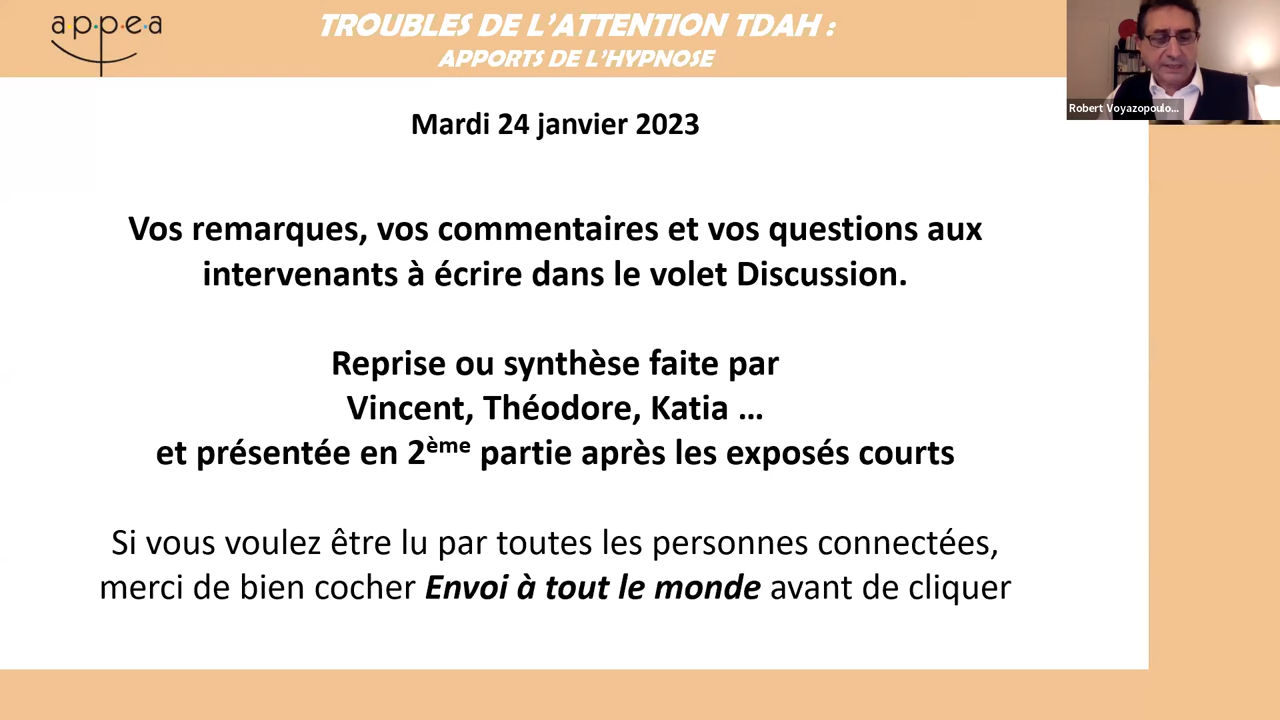 a·p·p·e·a
TROUBLES DE L'ATTENTION TDAH :
APPORTS DE L'HYPNOSE
Robert Voyazopoulo...
Mardi 24 janvier 2023
Vos remarques, vos commentaires et vos questions aux
intervenants à écrire dans le volet Discussion.
Reprise ou synthèse faite par
Vincent, Théodore, Katia …
et présentée en 2ème partie après les exposés courts
Si vous voulez être lu par toutes les personnes connectées,
merci de bien cocher Envoi à tout le monde avant de cliquer